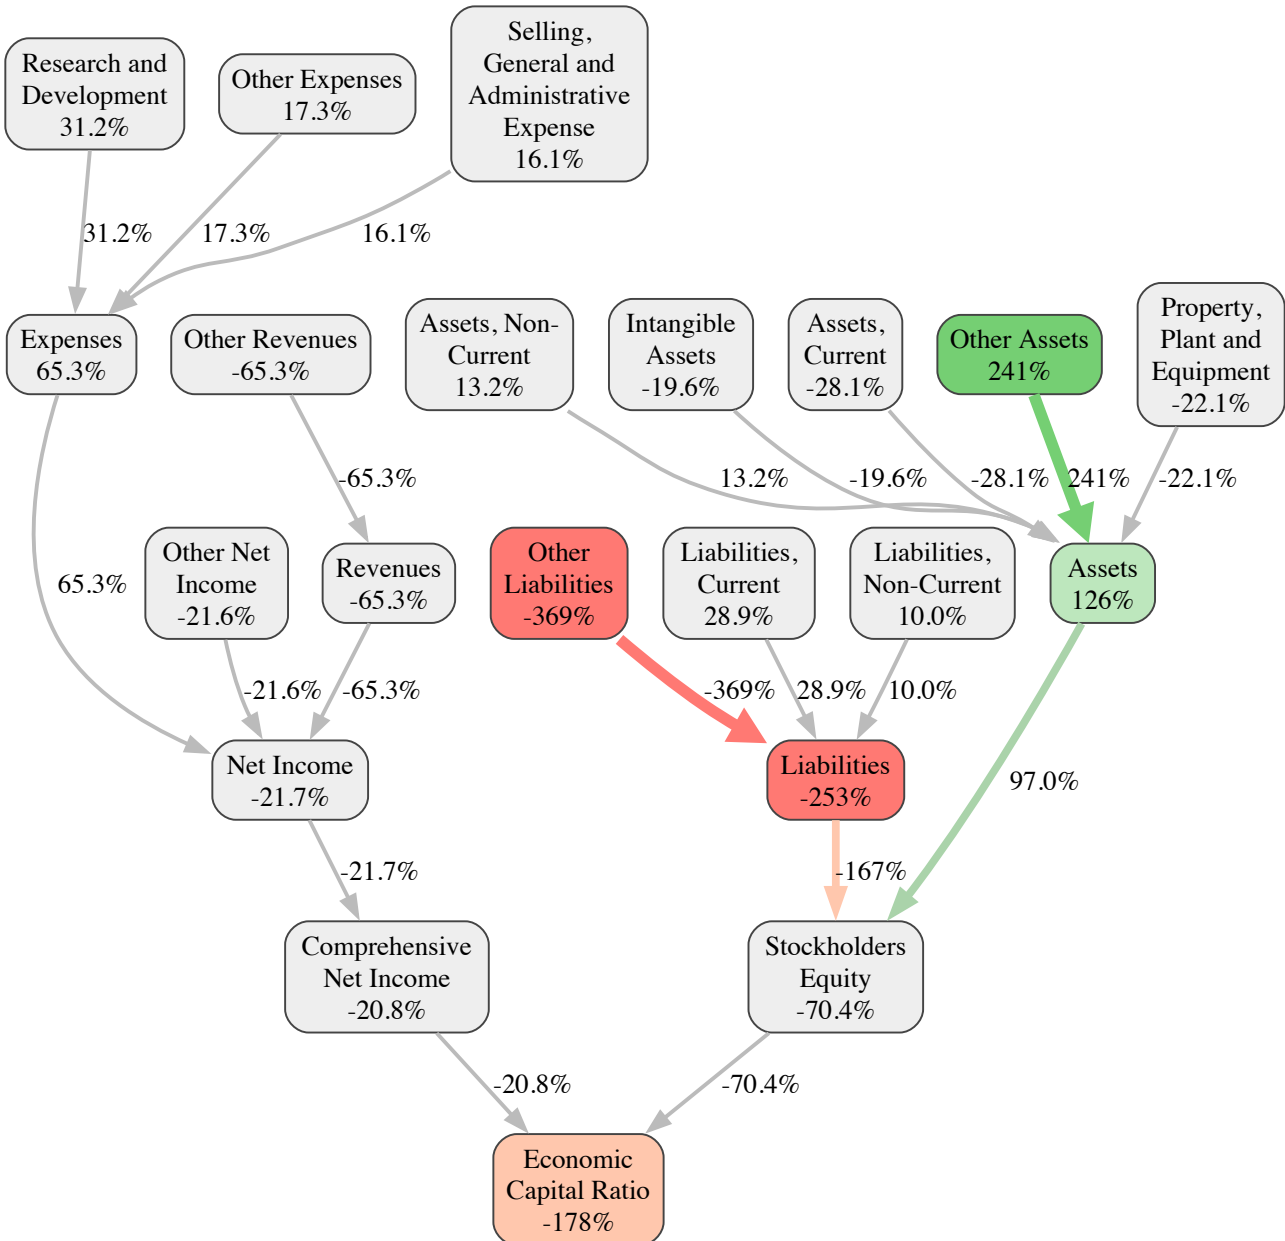 Research and
Development
31.2%
Other Expenses
17.3%
Selling,
General and
Administrative
Expense
16.1%
31.2%
17.3%
16.1%
Expenses
65.3%
Other Revenues
-65.3%
Assets, Non-
Current
13.2%
Intangible
Assets
-19.6%
Assets,
Current
-28.1%
Other Assets
241%
Property,
Plant and
Equipment
-22.1%
-65.3%
13.2%
-19.6%
-28.1%
241%
-22.1%
65.3%
Other Net
Income
-21.6%
Revenues
-65.3%
Other
Liabilities
-369%
Liabilities,
Current
28.9%
Liabilities,
Non-Current
10.0%
Assets
126%
-21.6%
-65.3%
-369%
28.9%
10.0%
Net Income
-21.7%
Liabilities
-253%
97.0%
-21.7%
-167%
Comprehensive
Net Income
-20.8%
Stockholders
Equity
-70.4%
-20.8%
-70.4%
Economic
Capital Ratio
-178%